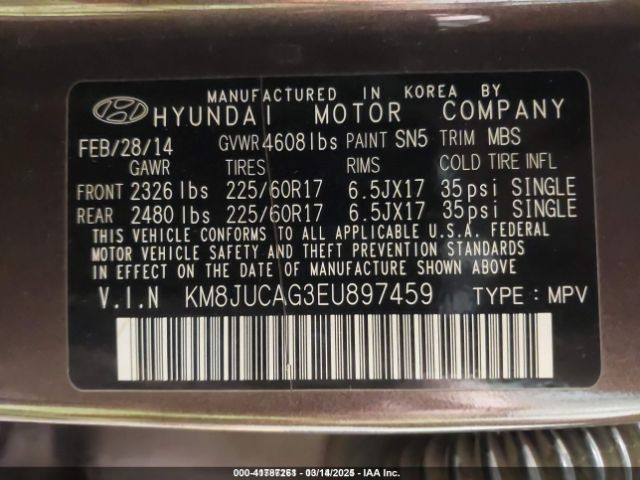 MANUFACTURED IN KOREA BY
HYUNDAI MOTOR COMPANY
FEB/28/14 GVWR 4608 lbs PAINT SN5 TRIM MBS
GAWR TIRES RIMS COLD TIRE INFL
FRONT 2326 lbs 225/60R17 6.5JX17 35psi SINGLE
REAR 2480 lbs 225/60R17 6.5JX17 35psi SINGLE
THIS VEHICLE CONFORMS TO ALL APPLICABLE U.S.A. FEDERAL
MOTOR VEHICLE SAFETY AND THEFT PREVENTION STANDARDS
IN EFFECT ON THE DATE OF MANUFACTURE SHOWN ABOVE
V.I.N KM8JUCAG3EU897459 TYPE : MPV